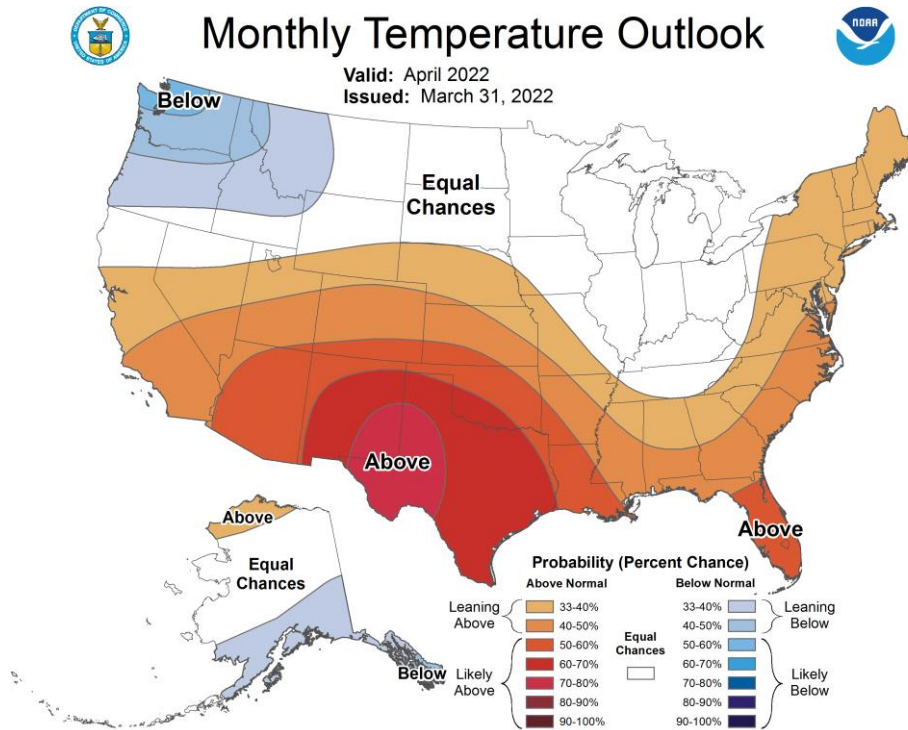 Monthly Temperature Outlook
NOAA
Valid: April 2022
Issued: March 31, 2022
Below
Equal
Chances
Above
Above
Above
Equal
Chances
Below
Probability (Percent Chance)
Above Normal
Below Normal
Leaning
Above
33-40%
40-50%
Likely
Above
50-60%
60-70%
70-80%
80-90%
90-100%
Equal
Chances
33-40%
40-50%
Leaning
Below
50-60%
60-70%
70-80%
80-90%
90-100%
Likely
Below